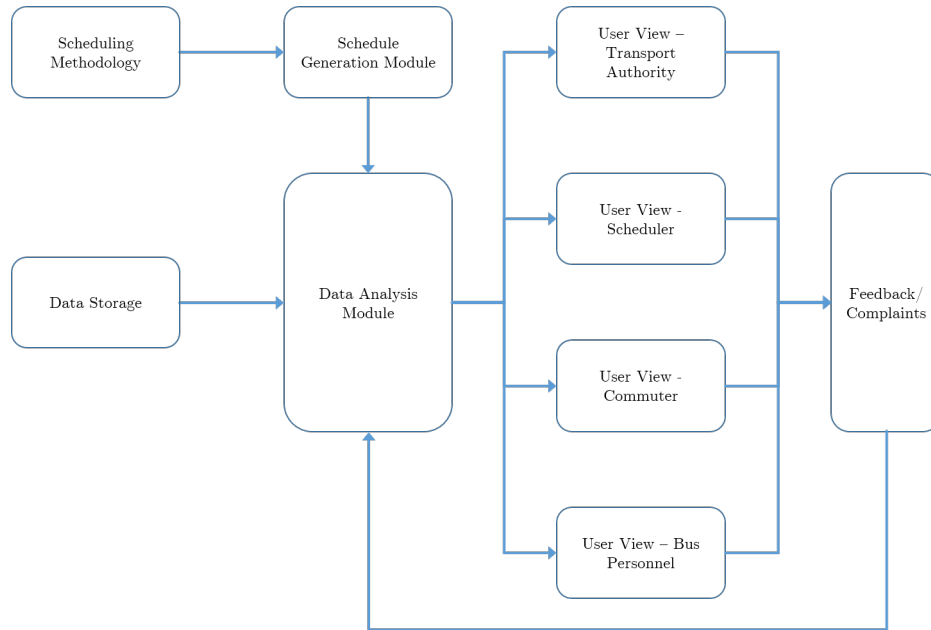 Scheduling
Methodology
Schedule
Generation Module
User View –
Transport
Authority
User View -
Scheduler
Data Storage
Data Analysis
Module
Feedback/
Complaints
User View -
Commuter
User View – Bus
Personnel